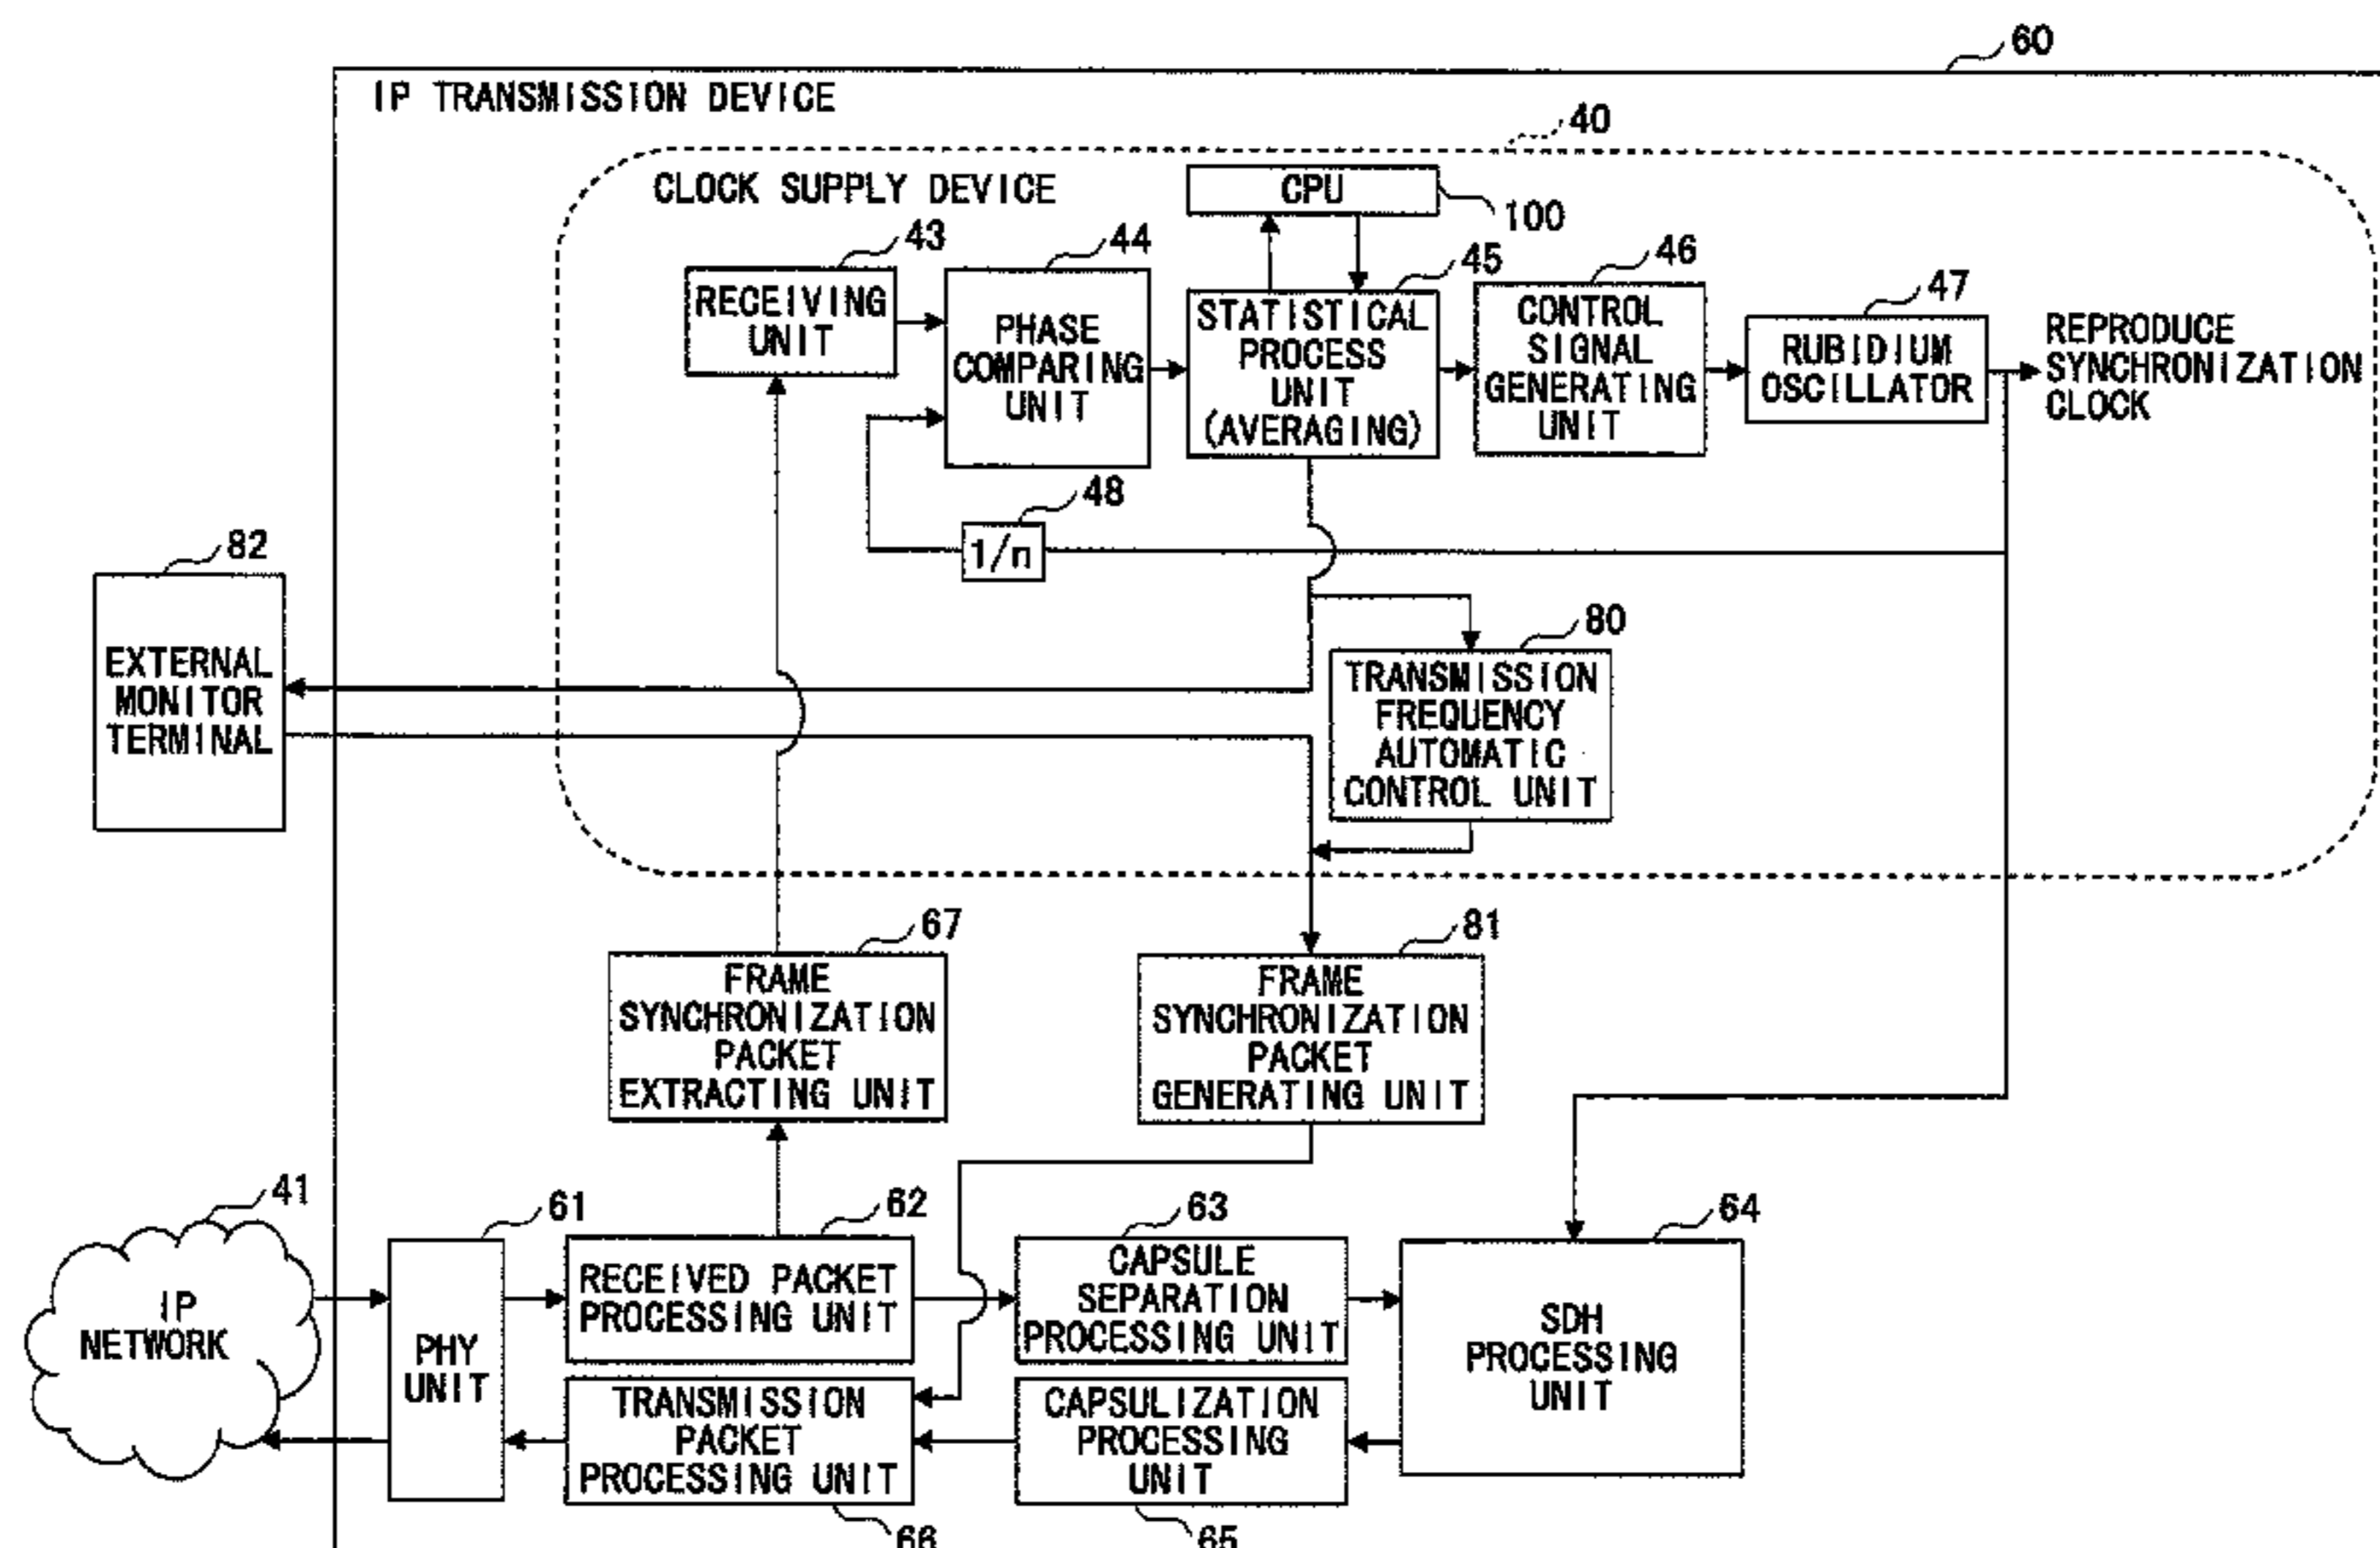 60
IP TRANSMISSION DEVICE
40
CLOCK SUPPLY DEVICE
CPU
100
43
44
45
46
47
RECEIVING
UNIT
PHASE
COMPARING
UNIT
STATISTICAL
PROCESS
UNIT
(AVERAGING)
CONTROL
SIGNAL
GENERATING
UNIT
RUBIDIUM
OSCILLATOR
REPRODUCE
SYNCHRONIZATION
CLOCK
48
1/n
82
EXTERNAL
MONITOR
TERMINAL
80
TRANSMISSION
FREQUENCY
AUTOMATIC
CONTROL UNIT
67
FRAME
SYNCHRONIZATION
PACKET
EXTRACTING UNIT
81
FRAME
SYNCHRONIZATION
PACKET
GENERATING UNIT
41
IP
NETWORK
61
PHY
UNIT
62
RECEIVED PACKET
PROCESSING UNIT
63
CAPSULE
SEPARATION
PROCESSING UNIT
64
SDH
PROCESSING
UNIT
TRANSMISSION
PACKET
PROCESSING UNIT
66
CAPSULIZATION
PROCESSING
UNIT
65